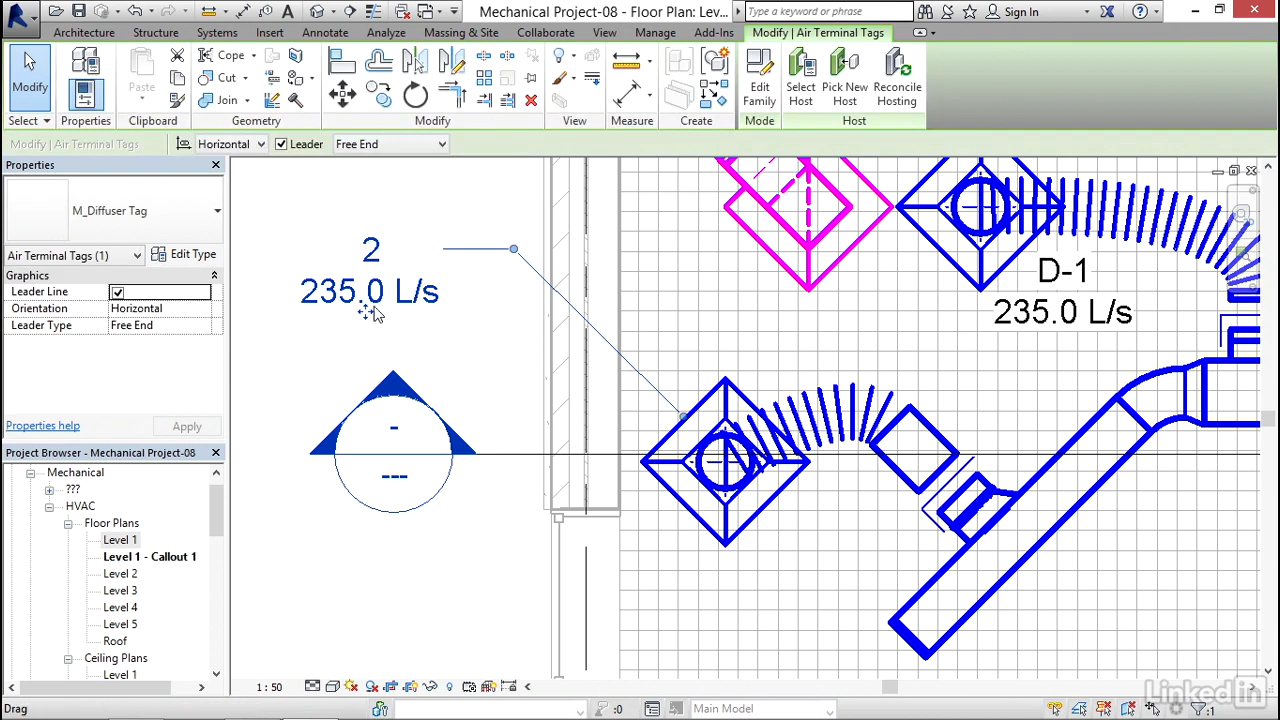 Mechanical Project-08 - Floor Plan: Lev...
Type a keyword or phrase
Sign In
Architecture
Structure
Systems
Insert
Annotate
Analyze
Massing & Site
Collaborate
View
Manage
Add-Ins
Modify | Air Terminal Tags
Modify
Select
Properties
Paste
Clipboard
Cope
Cut
Join
Geometry
Modify
View
Measure
Create
Edit Family
Mode
Select Host
Pick New Host
Reconcile Hosting
Host
Modify | Air Terminal Tags
Horizontal
Leader
Free End
Properties
M_Diffuser Tag
Air Terminal Tags (1)
Edit Type
Graphics
Leader Line
Orientation Horizontal
Leader Type Free End
Properties help
Apply
Project Browser - Mechanical Project-08
Mechanical
???
HVAC
Floor Plans
Level 1
Level 1 - Callout 1
Level 2
Level 3
Level 4
Level 5
Roof
Ceiling Plans
Level 1
2
235.0 L/s
-
---
D-1
235.0 L/s
1 : 50
Drag
:0
Main Model
:1
Linked in